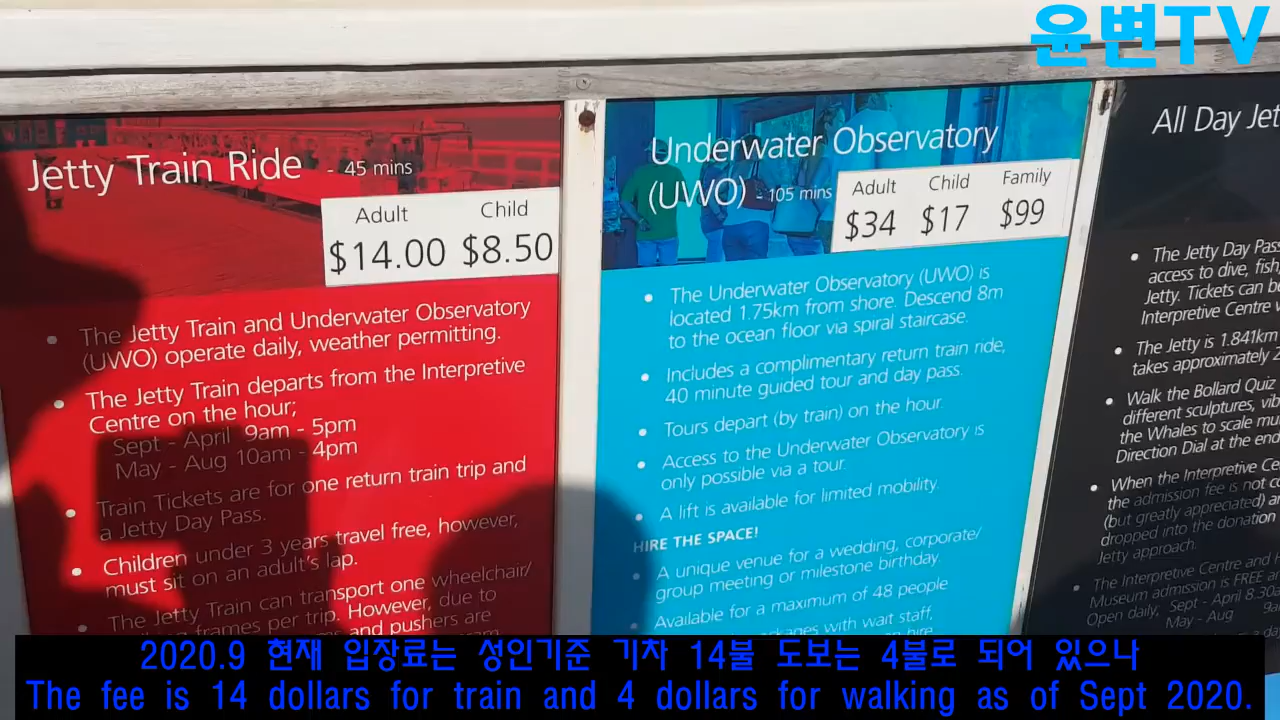 윤변TV
Jetty Train Ride - 45 mins
Adult Child
$14.00 $8.50
The Jetty Train and Underwater Observatory
(UWO) operate daily, weather permitting.
The Jetty Train departs from the Interpretive
Centre on the hour;
Sept - April 9am - 5pm
May - Aug 10am - 4pm
Train Tickets are for one return train trip and
a Jetty Day Pass.
Children under 3 years travel free, however,
must sit on an adult's lap.
The Jetty Train can transport one wheelchair/
frames per trip. However, due to
and pushers are
Underwater Observatory
(UWO) - 105 mins
Adult Child Family
$34 $17 $99
The Underwater Observatory (UWO) is
located 1.75km from shore. Descend 8m
to the ocean floor via spiral staircase.
Includes a complimentary return train ride,
40 minute guided tour and day pass.
Tours depart (by train) on the hour.
Access to the Underwater Observatory is
only possible via a tour.
A lift is available for limited mobility.
HIRE THE SPACE!
A unique venue for a wedding, corporate/
group meeting or milestone birthday.
Available for a maximum of 48 people
with wait staff,
hire
All Day
The Jetty Day Pass
access to dive, fish,
Jetty. Tickets can be
Interpretive Centre
The Jetty is 1.841km
takes approximately
Walk the Bollard Quiz
different sculptures,
the Whales to scale
Direction Dial at the end
When the Interpretive
the admission fee is not
(but greatly appreciated)
dropped into the donation
Jetty approach.
The Interpretive Centre and
Museum admission is FREE
Open daily, Sept - April
May - Aug
2020.9 현재 입장료는 성인기준 기차 14불 도보는 4불로 되어 있으나
The fee is 14 dollars for train and 4 dollars for walking as of Sept 2020.